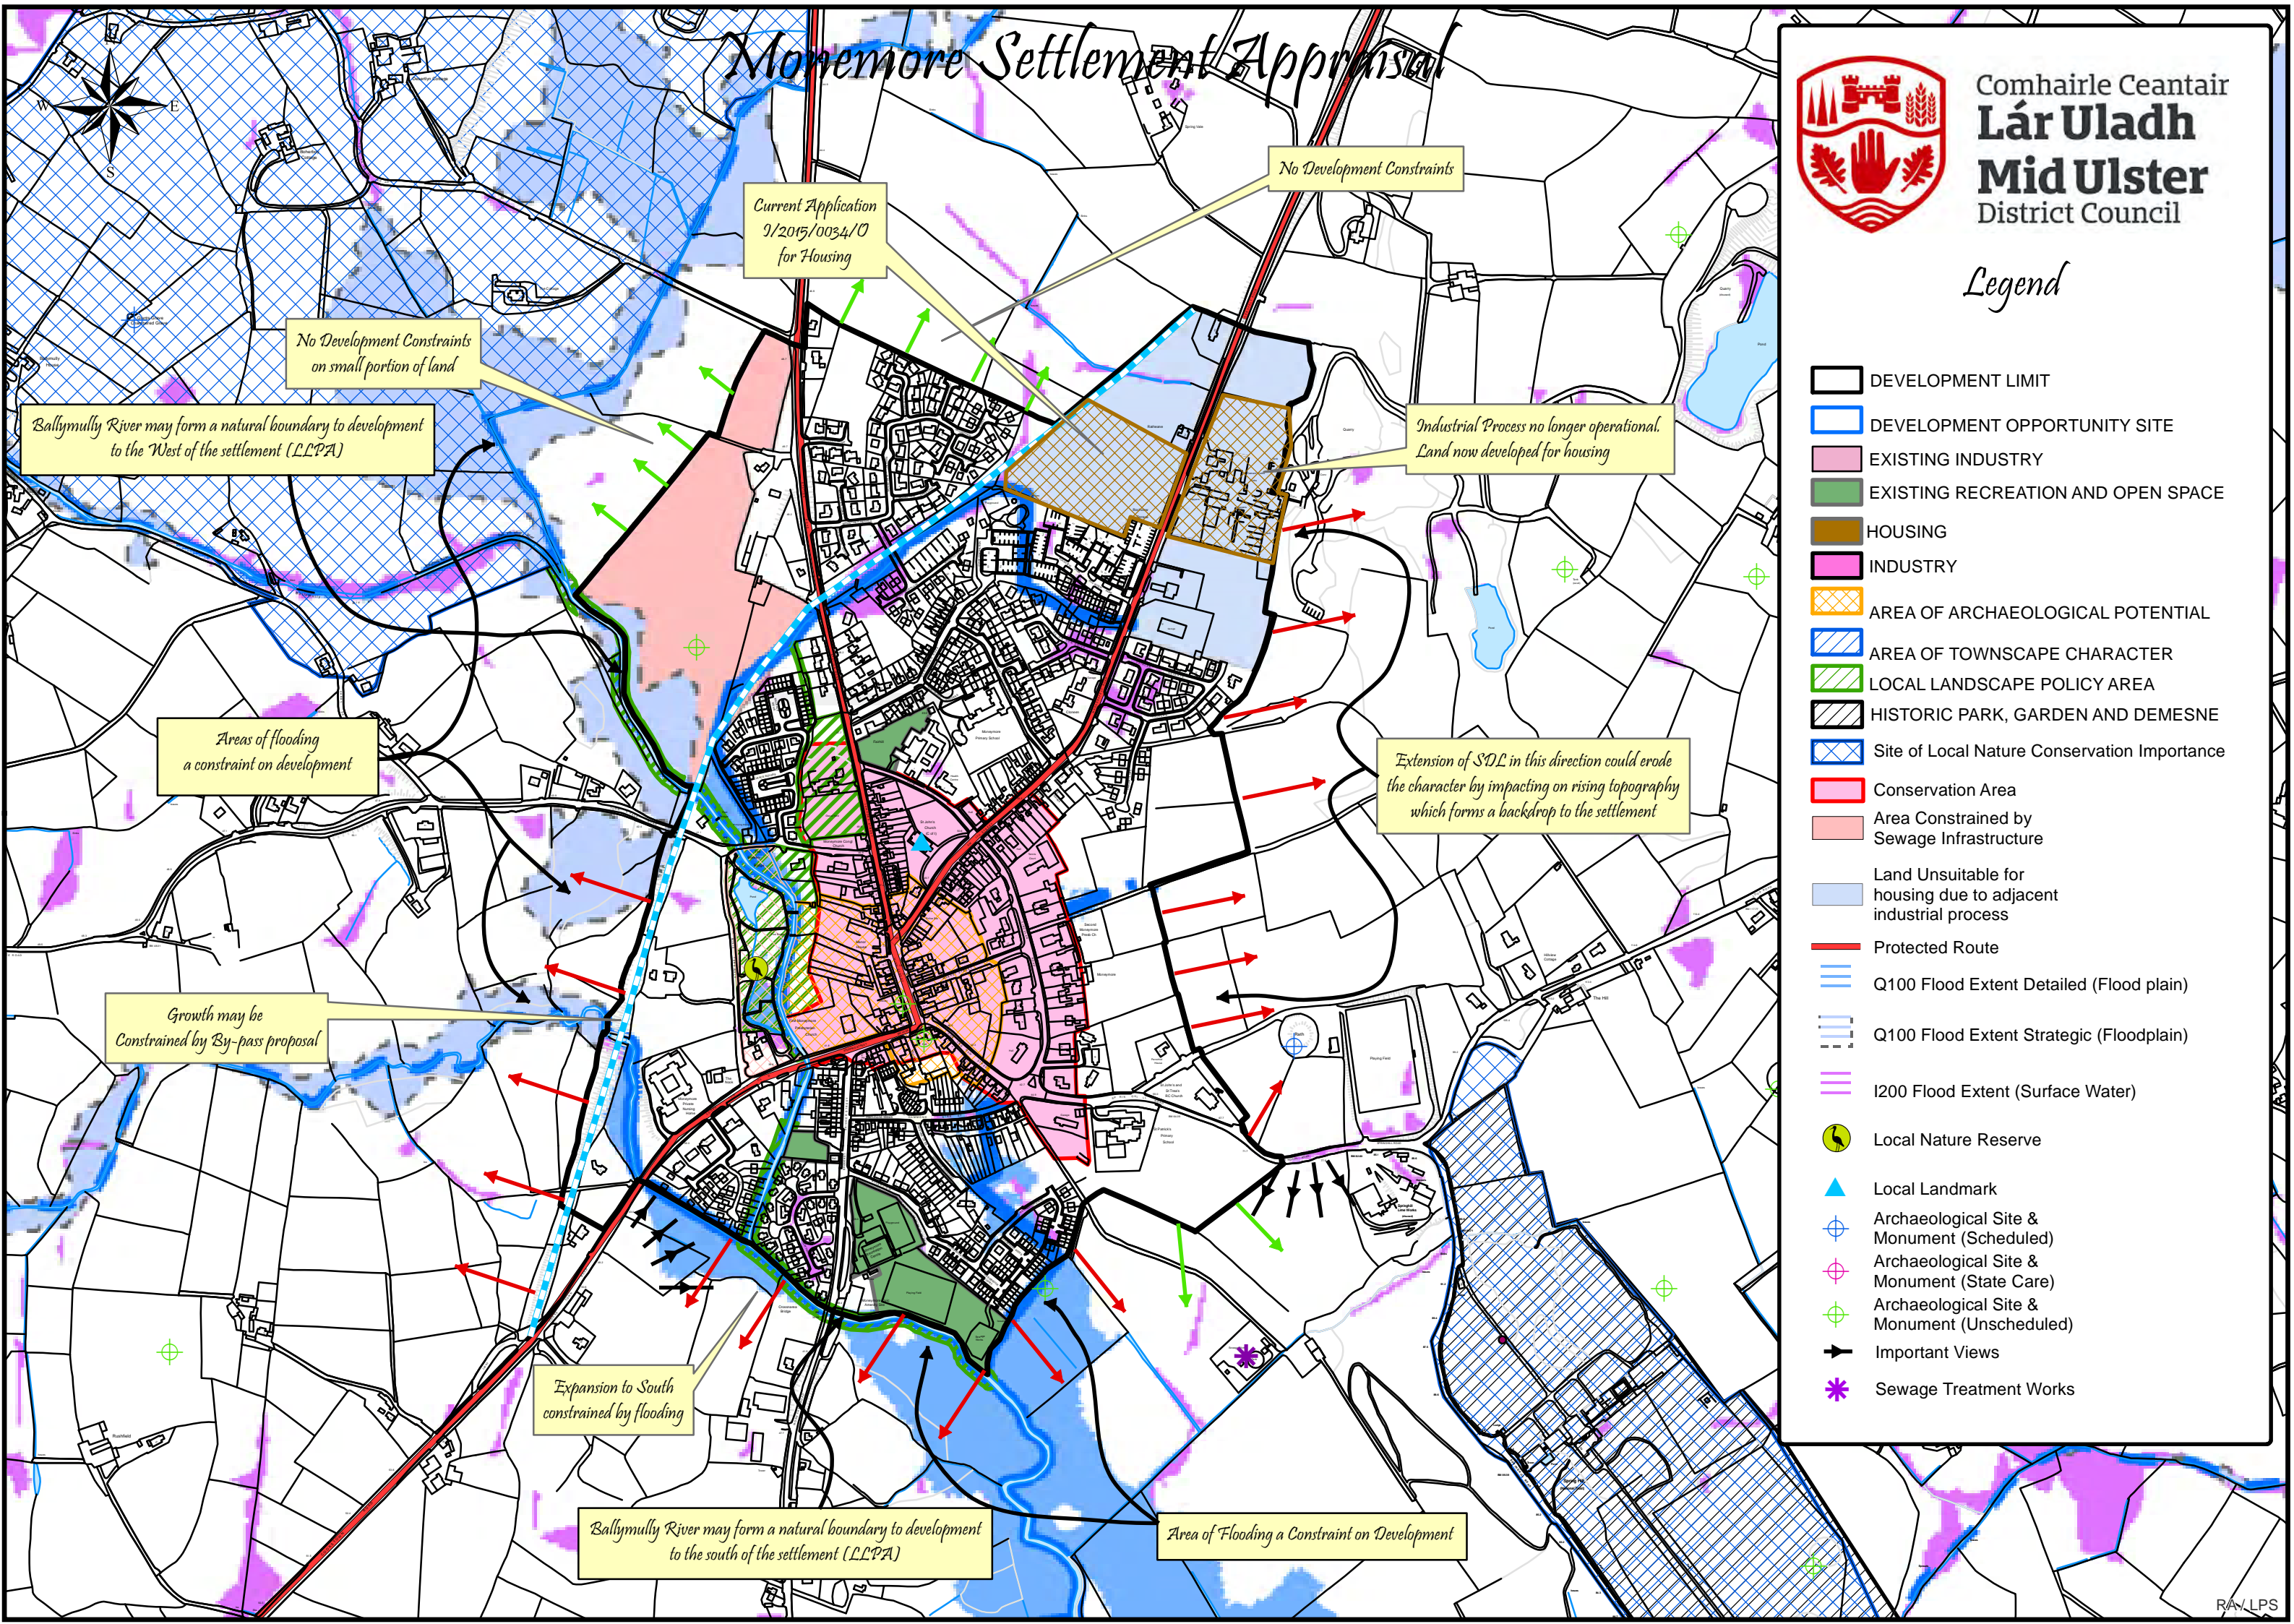 Monemore Settlement Appraisal
W
E
S
No Development Constraints
Current Application
I/2015/0034/O
for Housing
No Development Constraints
on small portion of land
Ballymully River may form a natural boundary to development
to the West of the settlement (LLPA)
Industrial Process no longer operational.
Land now developed for housing
Areas of flooding
a constraint on development
Extension of SDL in this direction could erode
the character by impacting on rising topography
which forms a backdrop to the settlement
Growth may be
Constrained by By-pass proposal
Expansion to South
constrained by flooding
Ballymully River may form a natural boundary to development
to the south of the settlement (LLPA)
Area of Flooding a Constraint on Development
Playing Field
The Hill
Comhairle Ceantair
Lár Uladh
Mid Ulster
District Council
Legend
DEVELOPMENT LIMIT
DEVELOPMENT OPPORTUNITY SITE
EXISTING INDUSTRY
EXISTING RECREATION AND OPEN SPACE
HOUSING
INDUSTRY
AREA OF ARCHAEOLOGICAL POTENTIAL
AREA OF TOWNSCAPE CHARACTER
LOCAL LANDSCAPE POLICY AREA
HISTORIC PARK, GARDEN AND DEMESNE
Site of Local Nature Conservation Importance
Conservation Area
Area Constrained by
Sewage Infrastructure
Land Unsuitable for
housing due to adjacent
industrial process
Protected Route
Q100 Flood Extent Detailed (Flood plain)
Q100 Flood Extent Strategic (Floodplain)
I200 Flood Extent (Surface Water)
Local Nature Reserve
Local Landmark
Archaeological Site &
Monument (Scheduled)
Archaeological Site &
Monument (State Care)
Archaeological Site &
Monument (Unscheduled)
Important Views
Sewage Treatment Works
RA / LPS